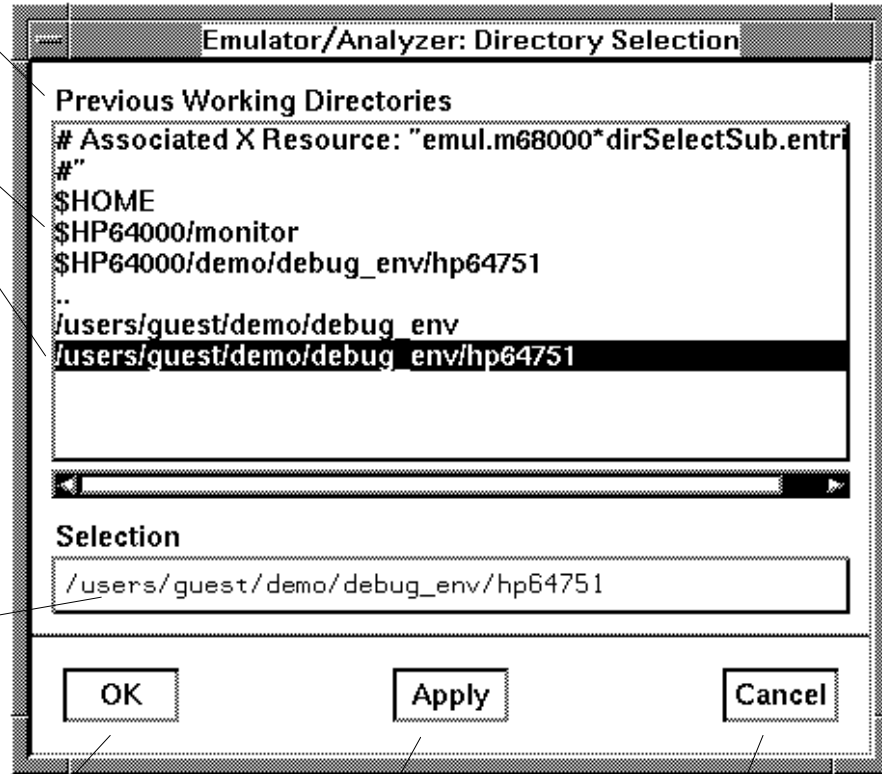 Emulator/Analyzer: Directory Selection
Previous Working Directories
# Associated X Resource: "emul.m68000*dirSelectSub.entri
#"
$HOME
$HP64000/monitor
$HP64000/demo/debug_env/hp64751
..
/users/guest/demo/debug_env
/users/guest/demo/debug_env/hp64751
Selection
/users/guest/demo/debug_env/hp64751
OK Apply Cancel